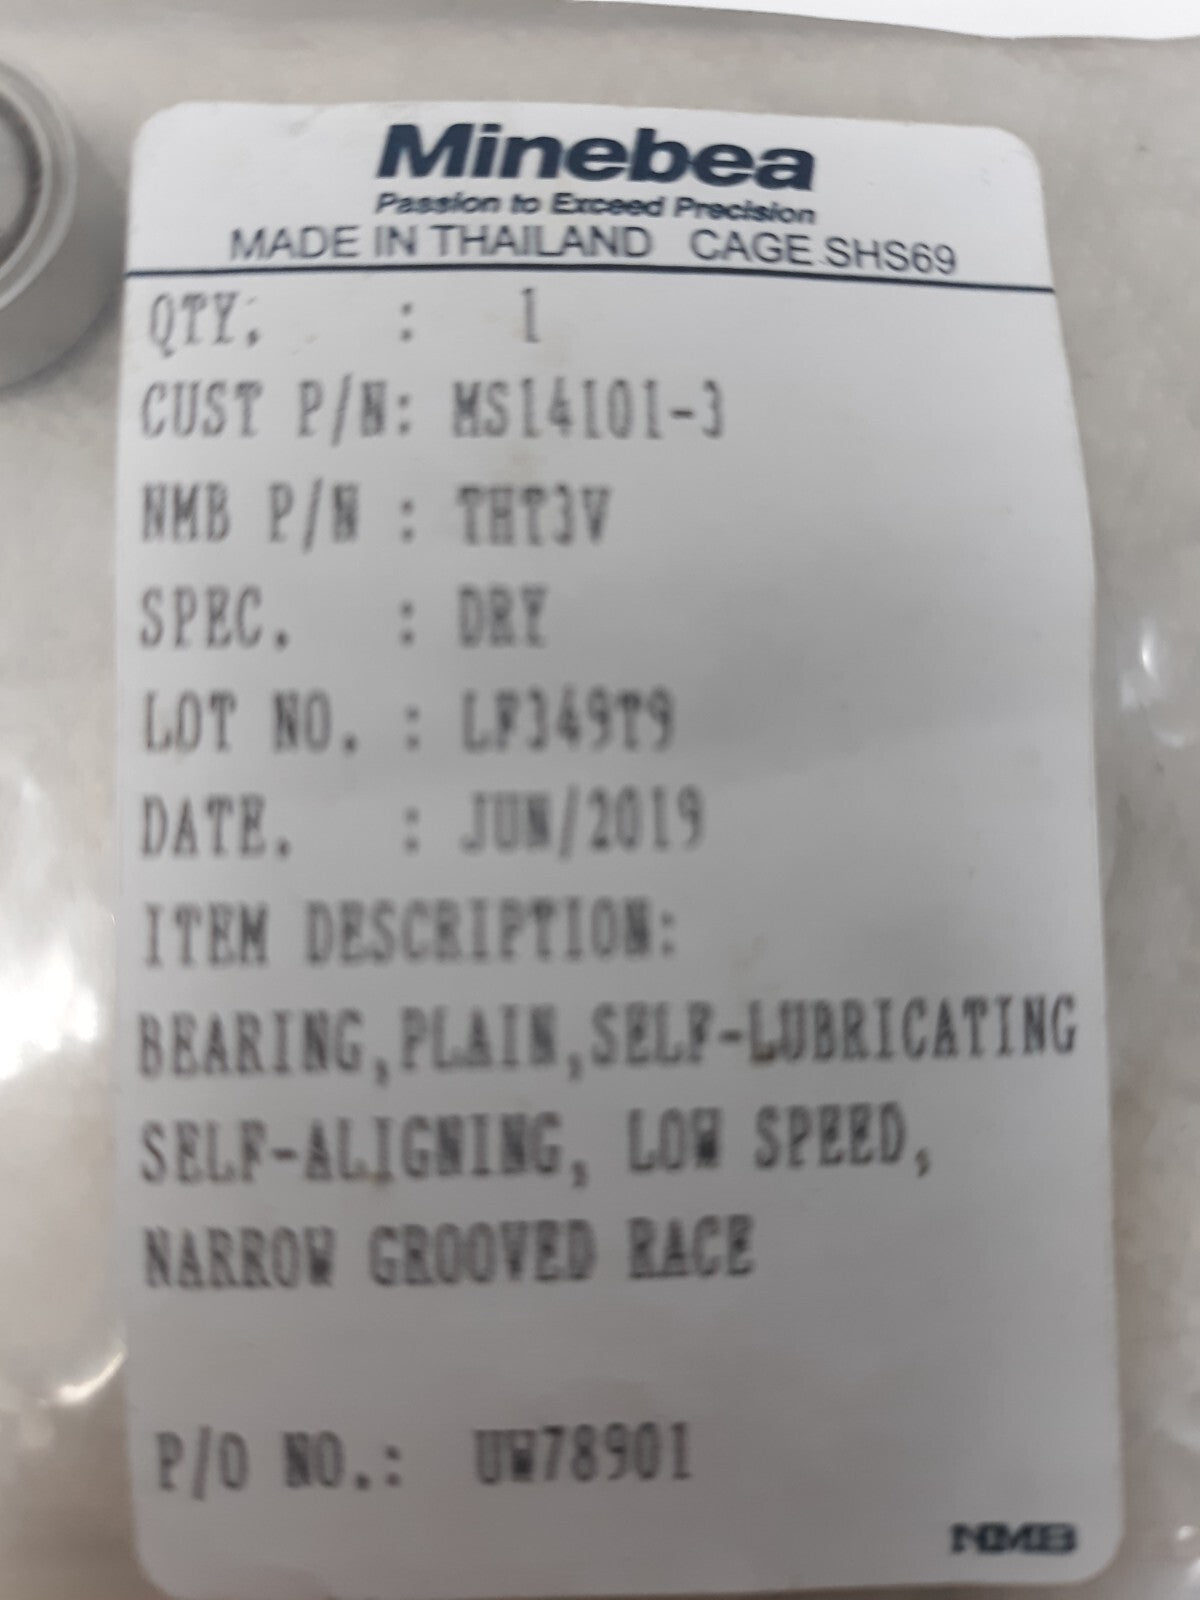 Minebea
Passion to Exceed Precision
MADE IN THAILAND CAGE SHS69
QTY. : 1
CUST P/N: MS14101-3
NMB P/N : THT3V
SPEC. : DRY
LOT NO. : LF349T9
DATE. : JUN/2019
ITEM DESCRIPTION:
BEARING,PLAIN,SELF-LUBRICATING
SELF-ALIGNING, LOW SPEED,
NARROW GROOVED RACE
P/O NO.: UW78901
NMB